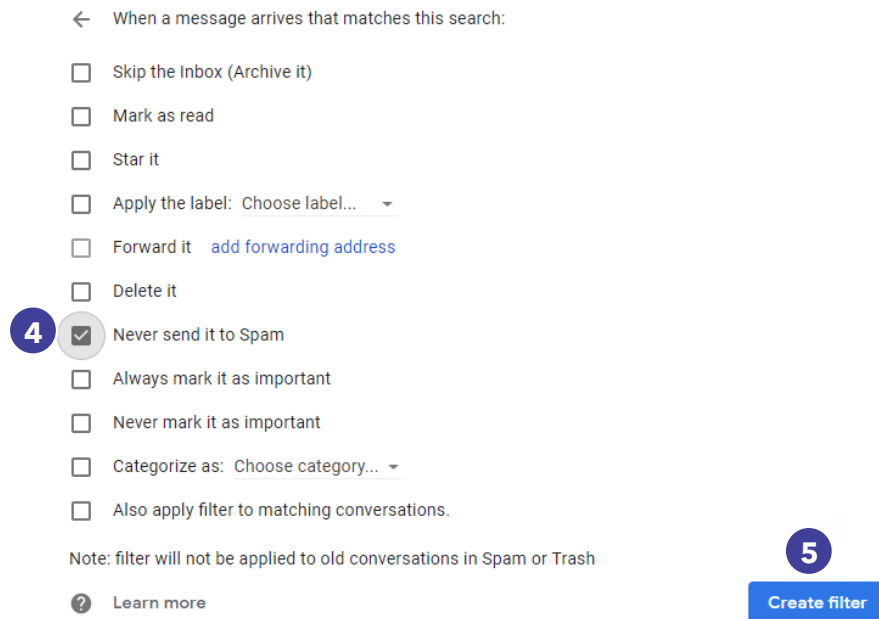 When a message arrives that matches this search:
Skip the Inbox (Archive it)
Mark as read
Star it
Apply the label: Choose label...
Forward it add forwarding address
Delete it
4 Never send it to Spam
Always mark it as important
Never mark it as important
Categorize as: Choose category...
Also apply filter to matching conversations.
Note: filter will not be applied to old conversations in Spam or Trash
5
? Learn more Create filter